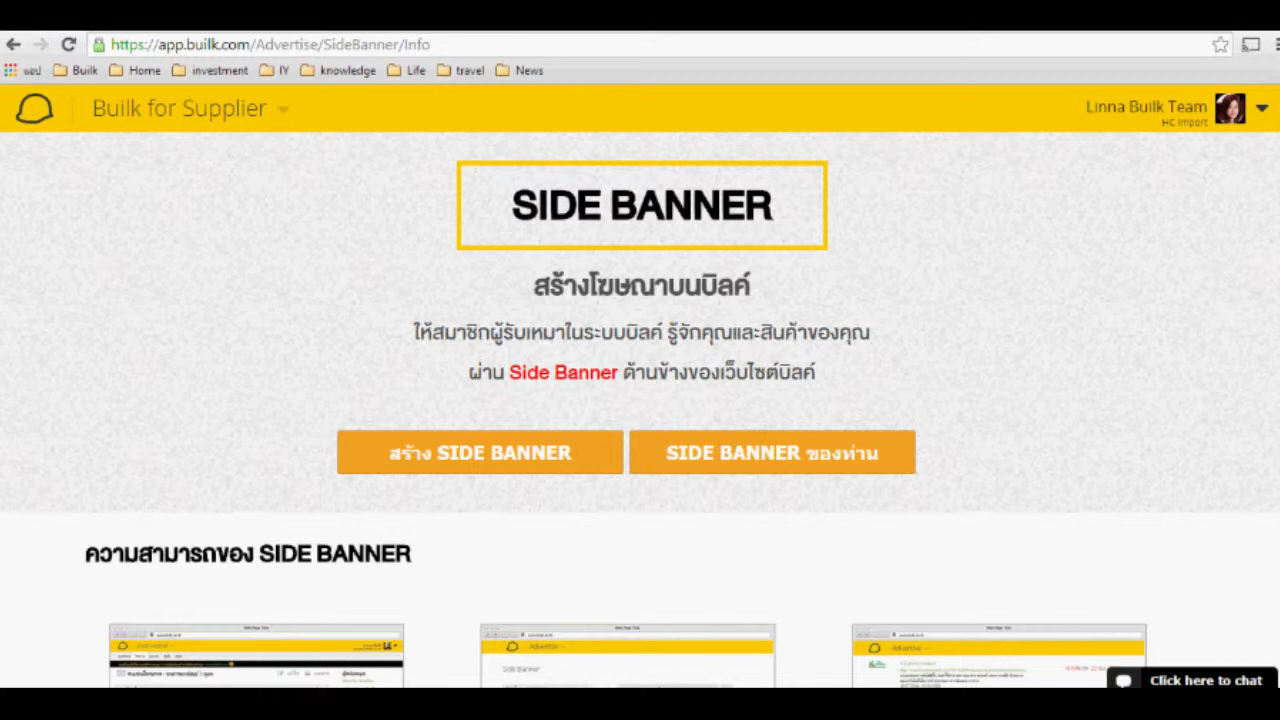 https://app.builk.com/Advertise/SideBanner/Info
แอป Builk Home investment IY knowledge Life travel News
Builk for Supplier
Linna Builk Team
HC Import
SIDE BANNER
สร้างโฆษณาบนบิลค์
ให้สมาชิกผู้รับเหมาในระบบบิลค์ รู้จักคุณและสินค้าของคุณ
ผ่าน Side Banner ด้านข้างของเว็บไซต์บิลค์
สร้าง SIDE BANNER
SIDE BANNER ของท่าน
ความสามารถของ SIDE BANNER
Advertise
Side Banner
Advertise
Click here to chat